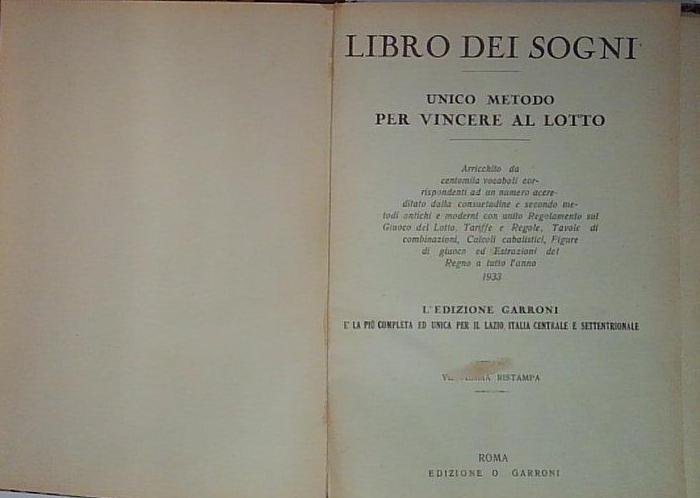 LIBRO DEI SOGNI
UNICO METODO
PER VINCERE AL LOTTO
Arricchito da
centomila vocaboli cor-
rispondenti ad un numero accre-
ditato dalla consuetudine e secondo me-
todi antichi e moderni con unito Regolamento sul
Giuoco del Lotto, Tariffe e Regole, Tavole di
combinazioni, Calcoli cabalistici, Figure
di giuoco ed Estrazioni del
Regno a tutto l'anno
1933
L'EDIZIONE GARRONI
E' LA PIÙ COMPLETA ED UNICA PER IL LAZIO, ITALIA CENTRALE E SETTENTRIONALE
RISTAMPA
ROMA
EDIZIONE O GARRONI